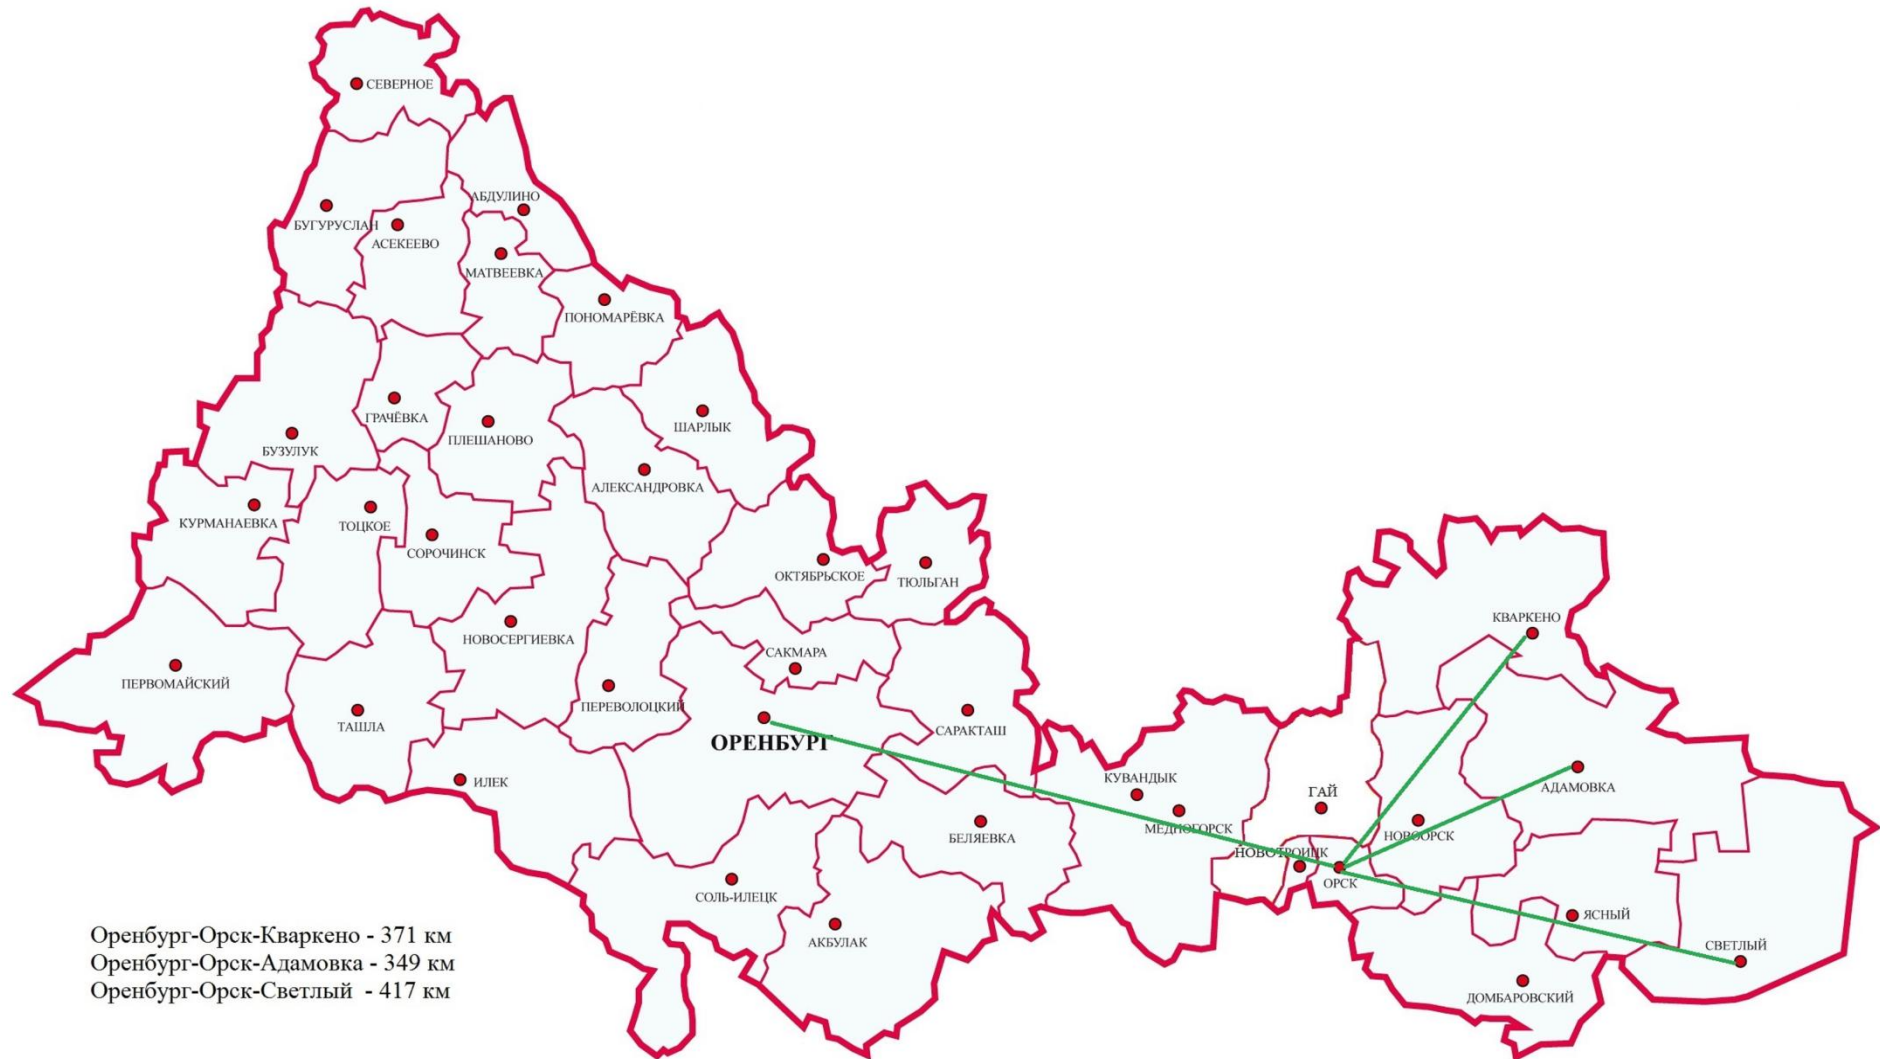 СЕВЕРНОЕ
АБДУЛИНО
БУГУРУСЛАН
АСЕКЕЕВО
МАТВЕЕВКА
ПОНОМАРЁВКА
ГРАЧЁВКА
ПЛЕШАНОВО
ШАРЛЫК
БУЗУЛУК
АЛЕКСАНДРОВКА
КУРМАНАЕВКА
ТОЦКОЕ
СОРОЧИНСК
ОКТЯБРЬСКОЕ
ТЮЛЬГАН
КВАРКЕНО
НОВОСЕРГИЕВКА
САКМАРА
ПЕРВОМАЙСКИЙ
ТАШЛА
ПЕРЕВОЛОЦКИЙ
ОРЕНБУРГ
САРАКТАШ
ИЛЕК
КУВАНДЫК
ГАЙ
АДАМОВКА
МЕДНОГОРСК
БЕЛЯЕВКА
НОВООРСК
НОВОТРОИЦК
ОРСК
СОЛЬ-ИЛЕЦК
ЯСНЫЙ
АКБУЛАК
СВЕТЛЫЙ
ДОМБАРОВСКИЙ
Оренбург-Орск-Кваркено - 371 км
Оренбург-Орск-Адамовка - 349 км
Оренбург-Орск-Светлый - 417 км